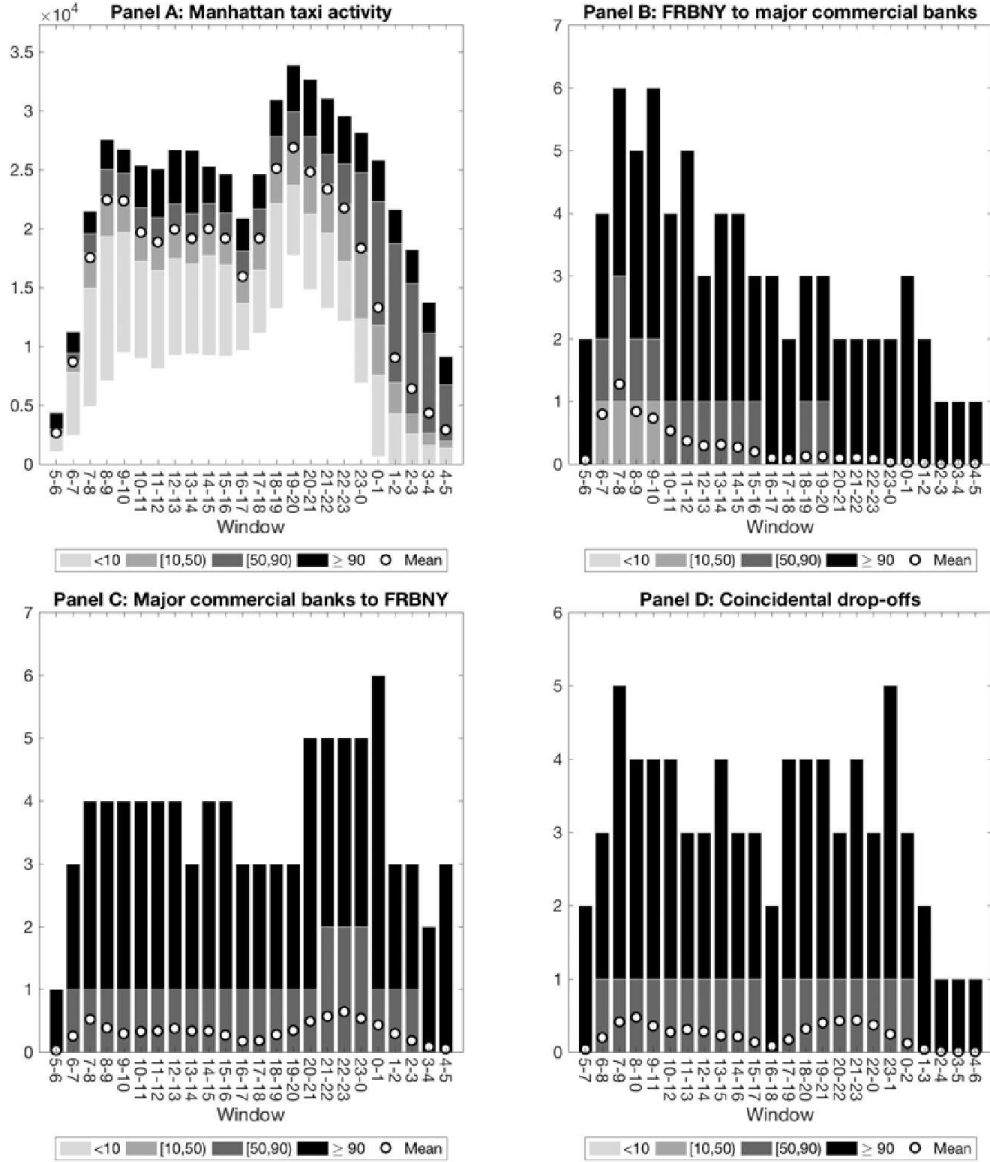 Panel A: Manhattan taxi activity
×10⁴
3.5
3
2.5
2
1.5
1
0.5
0
5-6 6-7 7-8 8-9 9-10 10-11 11-12 12-13 13-14 14-15 15-16 16-17 17-18 18-19 19-20 20-21 21-22 22-23 23-0 0-1 1-2 2-3 3-4 4-5
Window
<10 [10,50) [50,90) ≥ 90 Mean
Panel B: FRBNY to major commercial banks
7
6
5
4
3
2
1
0
5-6 6-7 7-8 8-9 9-10 10-11 11-12 12-13 13-14 14-15 15-16 16-17 17-18 18-19 19-20 20-21 21-22 22-23 23-0 0-1 1-2 2-3 3-4 4-5
Window
<10 [10,50) [50,90) ≥ 90 Mean
Panel C: Major commercial banks to FRBNY
7
6
5
4
3
2
1
0
5-6 6-7 7-8 8-9 9-10 10-11 11-12 12-13 13-14 14-15 15-16 16-17 17-18 18-19 19-20 20-21 21-22 22-23 23-0 0-1 1-2 2-3 3-4 4-5
Window
<10 [10,50) [50,90) ≥ 90 Mean
Panel D: Coincidental drop-offs
6
5
4
3
2
1
0
5-7 6-8 7-9 8-10 9-11 10-12 11-13 12-14 13-15 14-16 15-17 16-18 17-19 18-20 19-21 20-22 21-23 22-0 23-1 0-2 1-3 2-4 3-5 4-6
Window
<10 [10,50) [50,90) ≥ 90 Mean